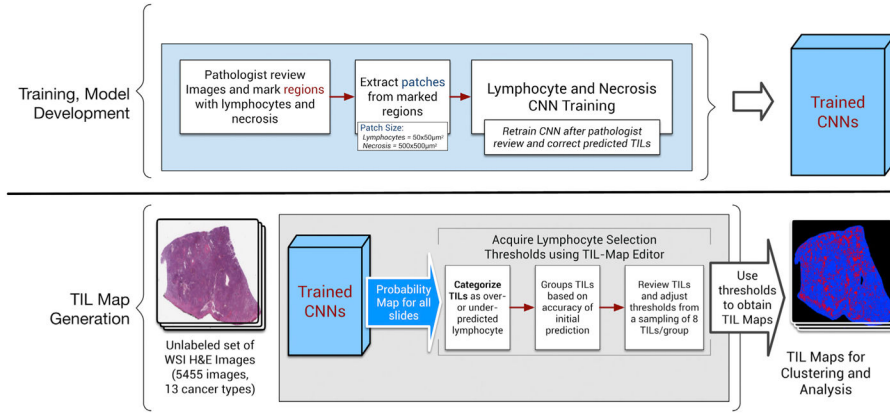 Training, Model
Development
Pathologist review
Images and mark regions
with lymphocytes and
necrosis
Extract patches
from marked
regions
Patch Size:
Lymphocytes = 50x50µm²
Necrosis = 500x500µm²
Lymphocyte and Necrosis
CNN Training
Retrain CNN after pathologist
review and correct predicted TILs
Trained
CNNs
TIL Map
Generation
Unlabeled set of
WSI H&E Images
(5455 images,
13 cancer types)
Trained
CNNs
Probability
Map for all
slides
Acquire Lymphocyte Selection
Thresholds using TIL-Map Editor
Categorize
TILs as over-
or under-
predicted
lymphocyte
Groups TILs
based on
accuracy of
initial
prediction
Review TILs
and adjust
thresholds from
a sampling of 8
TILs/group
Use
thresholds
to obtain
TIL Maps
TIL Maps for
Clustering and
Analysis